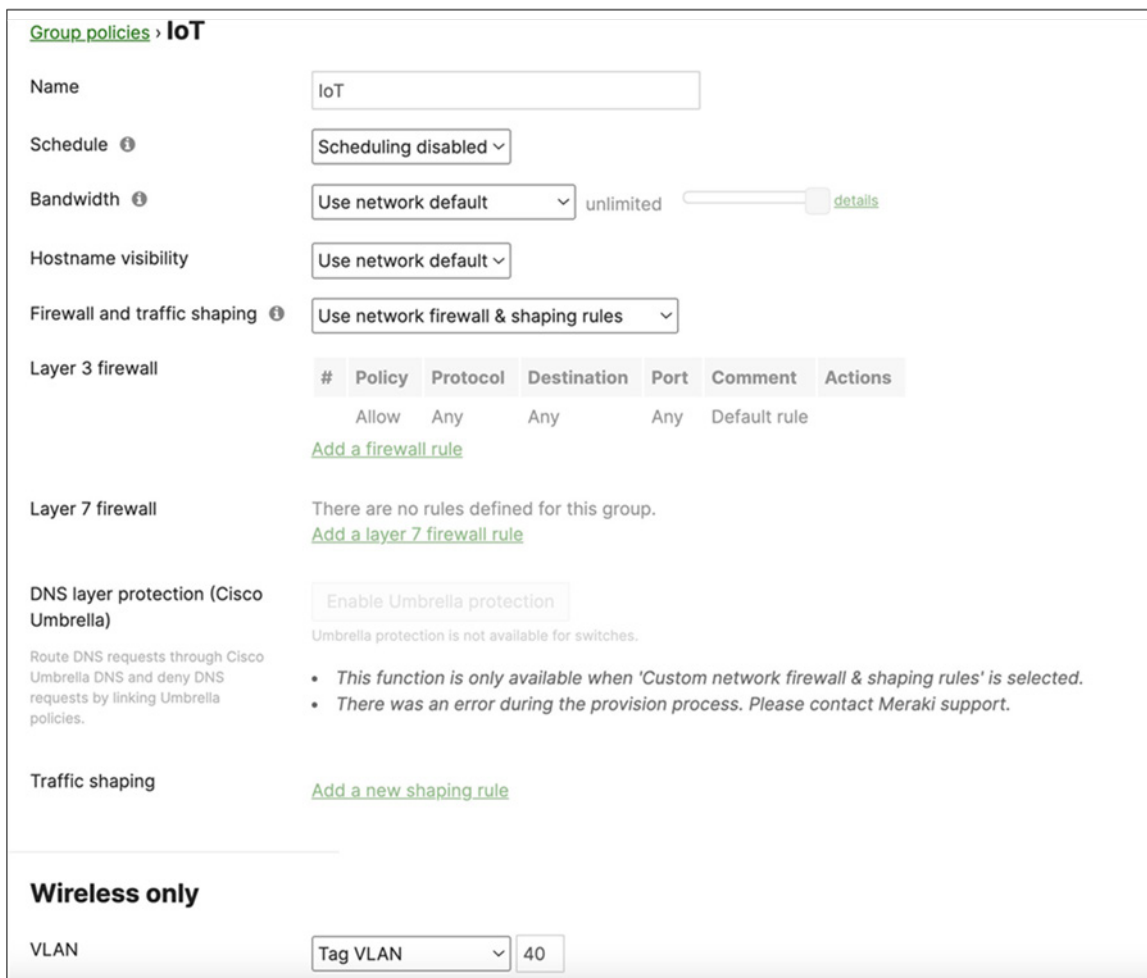 Group policies › IoT
Name IoT
Schedule Scheduling disabled
Bandwidth Use network default unlimited details
Hostname visibility Use network default
Firewall and traffic shaping Use network firewall & shaping rules
Layer 3 firewall # Policy Protocol Destination Port Comment Actions
Allow Any Any Any Default rule
Add a firewall rule
Layer 7 firewall There are no rules defined for this group.
Add a layer 7 firewall rule
DNS layer protection (Cisco
Umbrella)
Enable Umbrella protection
Umbrella protection is not available for switches.
Route DNS requests through Cisco
Umbrella DNS and deny DNS
requests by linking Umbrella
policies.
• This function is only available when 'Custom network firewall & shaping rules' is selected.
• There was an error during the provision process. Please contact Meraki support.
Traffic shaping Add a new shaping rule
Wireless only
VLAN Tag VLAN 40